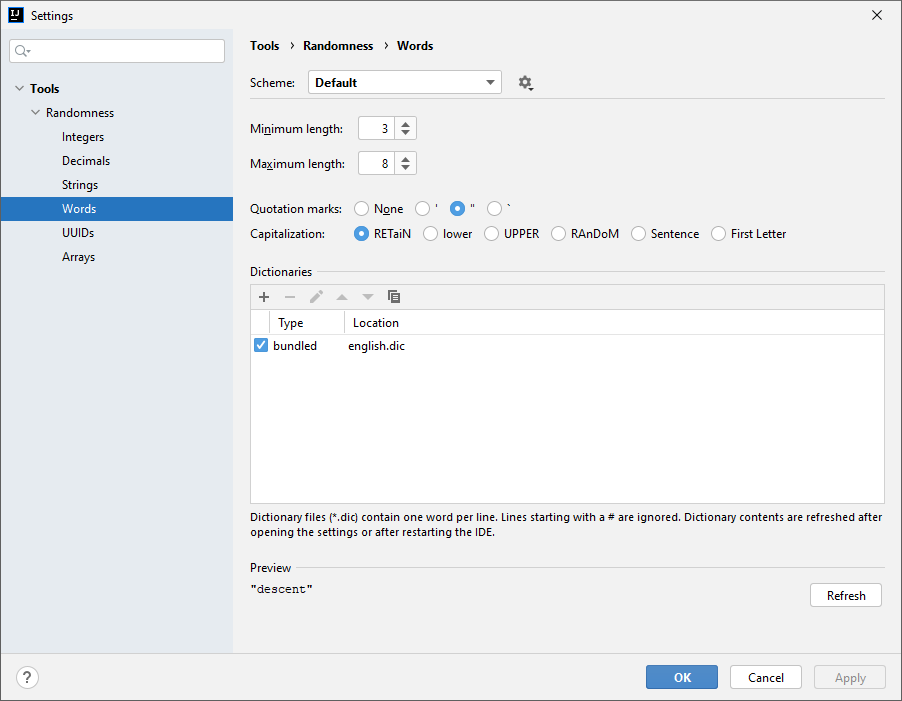 IJ Settings
Tools › Randomness › Words
Scheme: Default
Tools
Randomness
Integers
Decimals
Strings
Words
UUIDs
Arrays
Minimum length: 3
Maximum length: 8
Quotation marks: None ' " `
Capitalization: RETaiN lower UPPER RAnDoM Sentence First Letter
Dictionaries
Type Location
bundled english.dic
Dictionary files (*.dic) contain one word per line. Lines starting with a # are ignored. Dictionary contents are refreshed after
opening the settings or after restarting the IDE.
Preview
"descent"
Refresh
? OK Cancel Apply